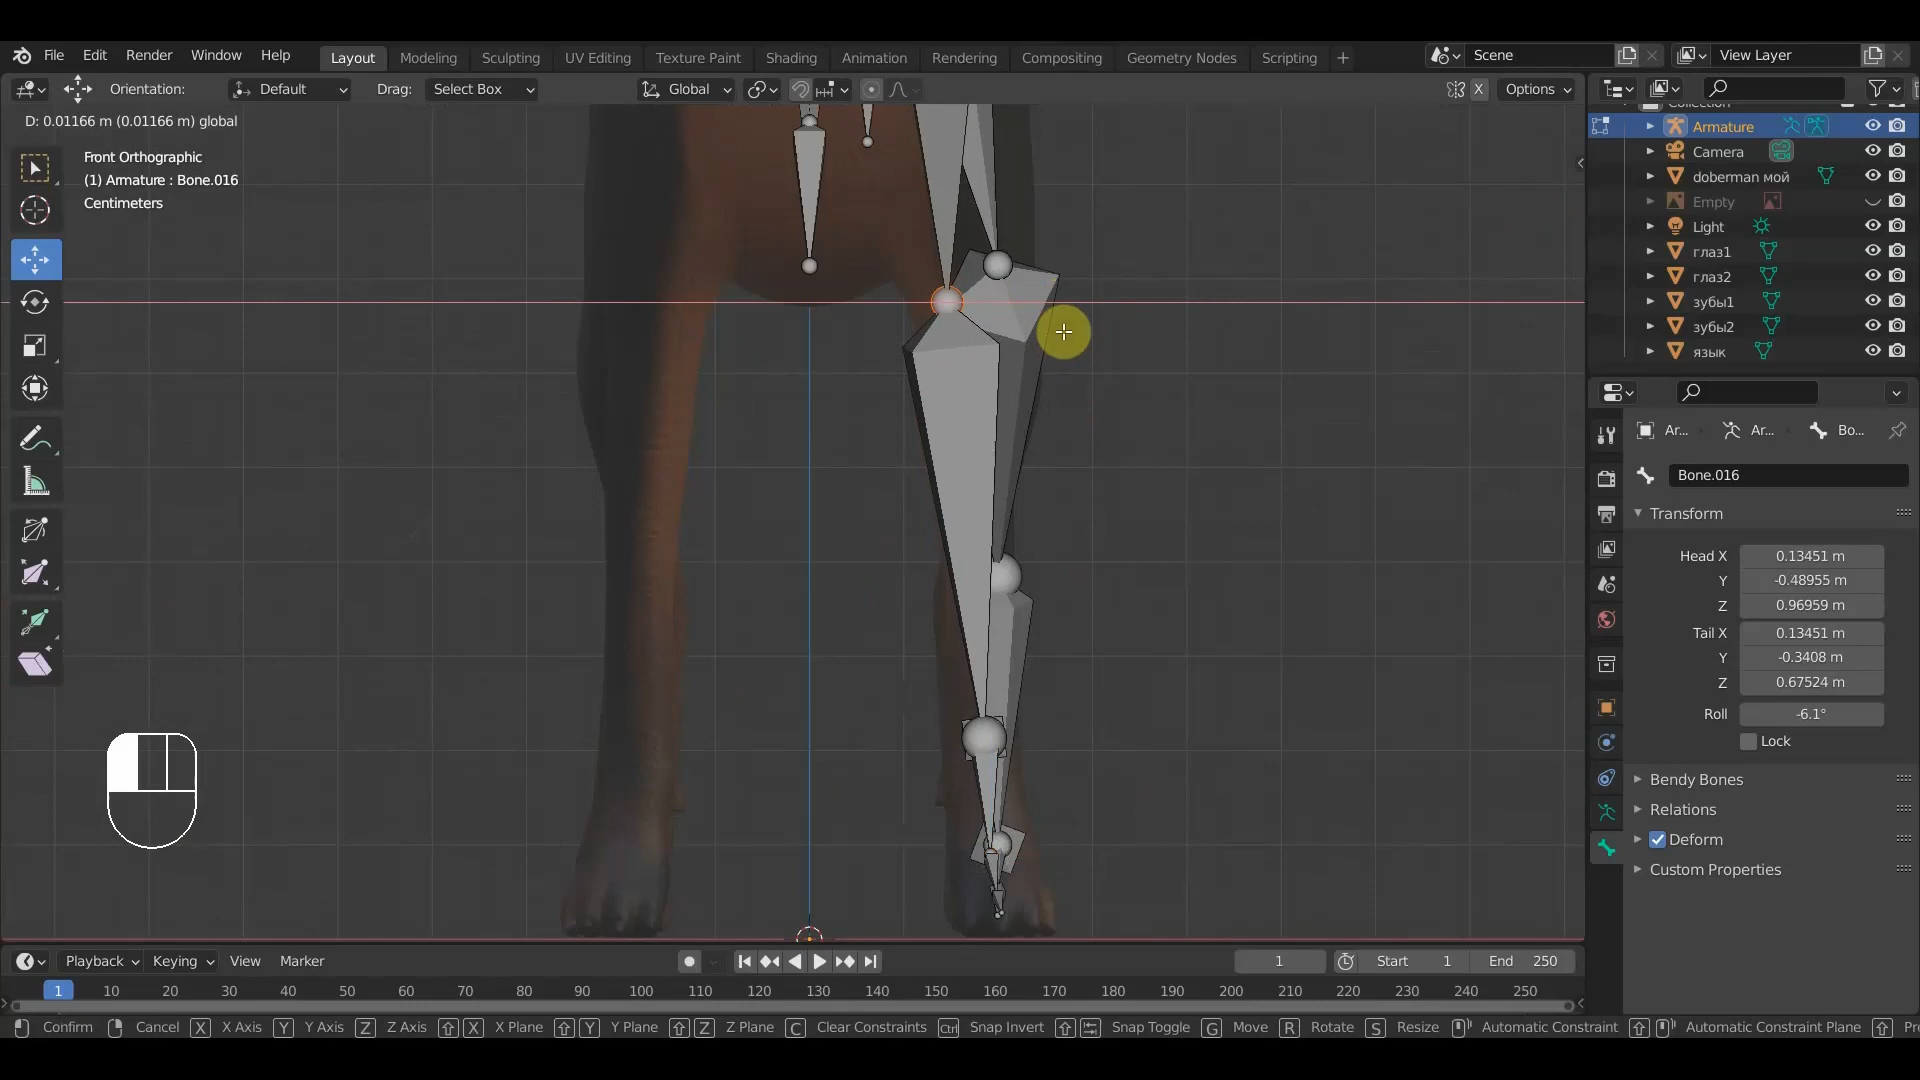 File Edit Render Window Help Layout Modeling Sculpting UV Editing Texture Paint Shading Animation Rendering Compositing Geometry Nodes Scripting + Scene View Layer
Orientation: Default Drag: Select Box Global X Options
D: 0.01166 m (0.01166 m) global
Front Orthographic
(1) Armature : Bone.016
Centimeters
Armature
Camera
doberman мой
Empty
Light
глаз1
глаз2
зубы1
зубы2
язык
Ar... Ar... Bo...
Bone.016
Transform
Head X 0.13451 m
Y -0.48955 m
Z 0.96959 m
Tail X 0.13451 m
Y -0.3408 m
Z 0.67524 m
Roll -6.1°
Lock
Bendy Bones
Relations
Deform
Custom Properties
Playback Keying View Marker 1 Start 1 End 250
1 10 20 30 40 50 60 70 80 90 100 110 120 130 140 150 160 170 180 190 200 210 220 230 240 250
Confirm Cancel X X Axis Y Y Axis Z Z Axis X X Plane Y Y Plane Z Z Plane C Clear Constraints Ctrl Snap Invert Snap Toggle G Move R Rotate S Resize Automatic Constraint Automatic Constraint Plane